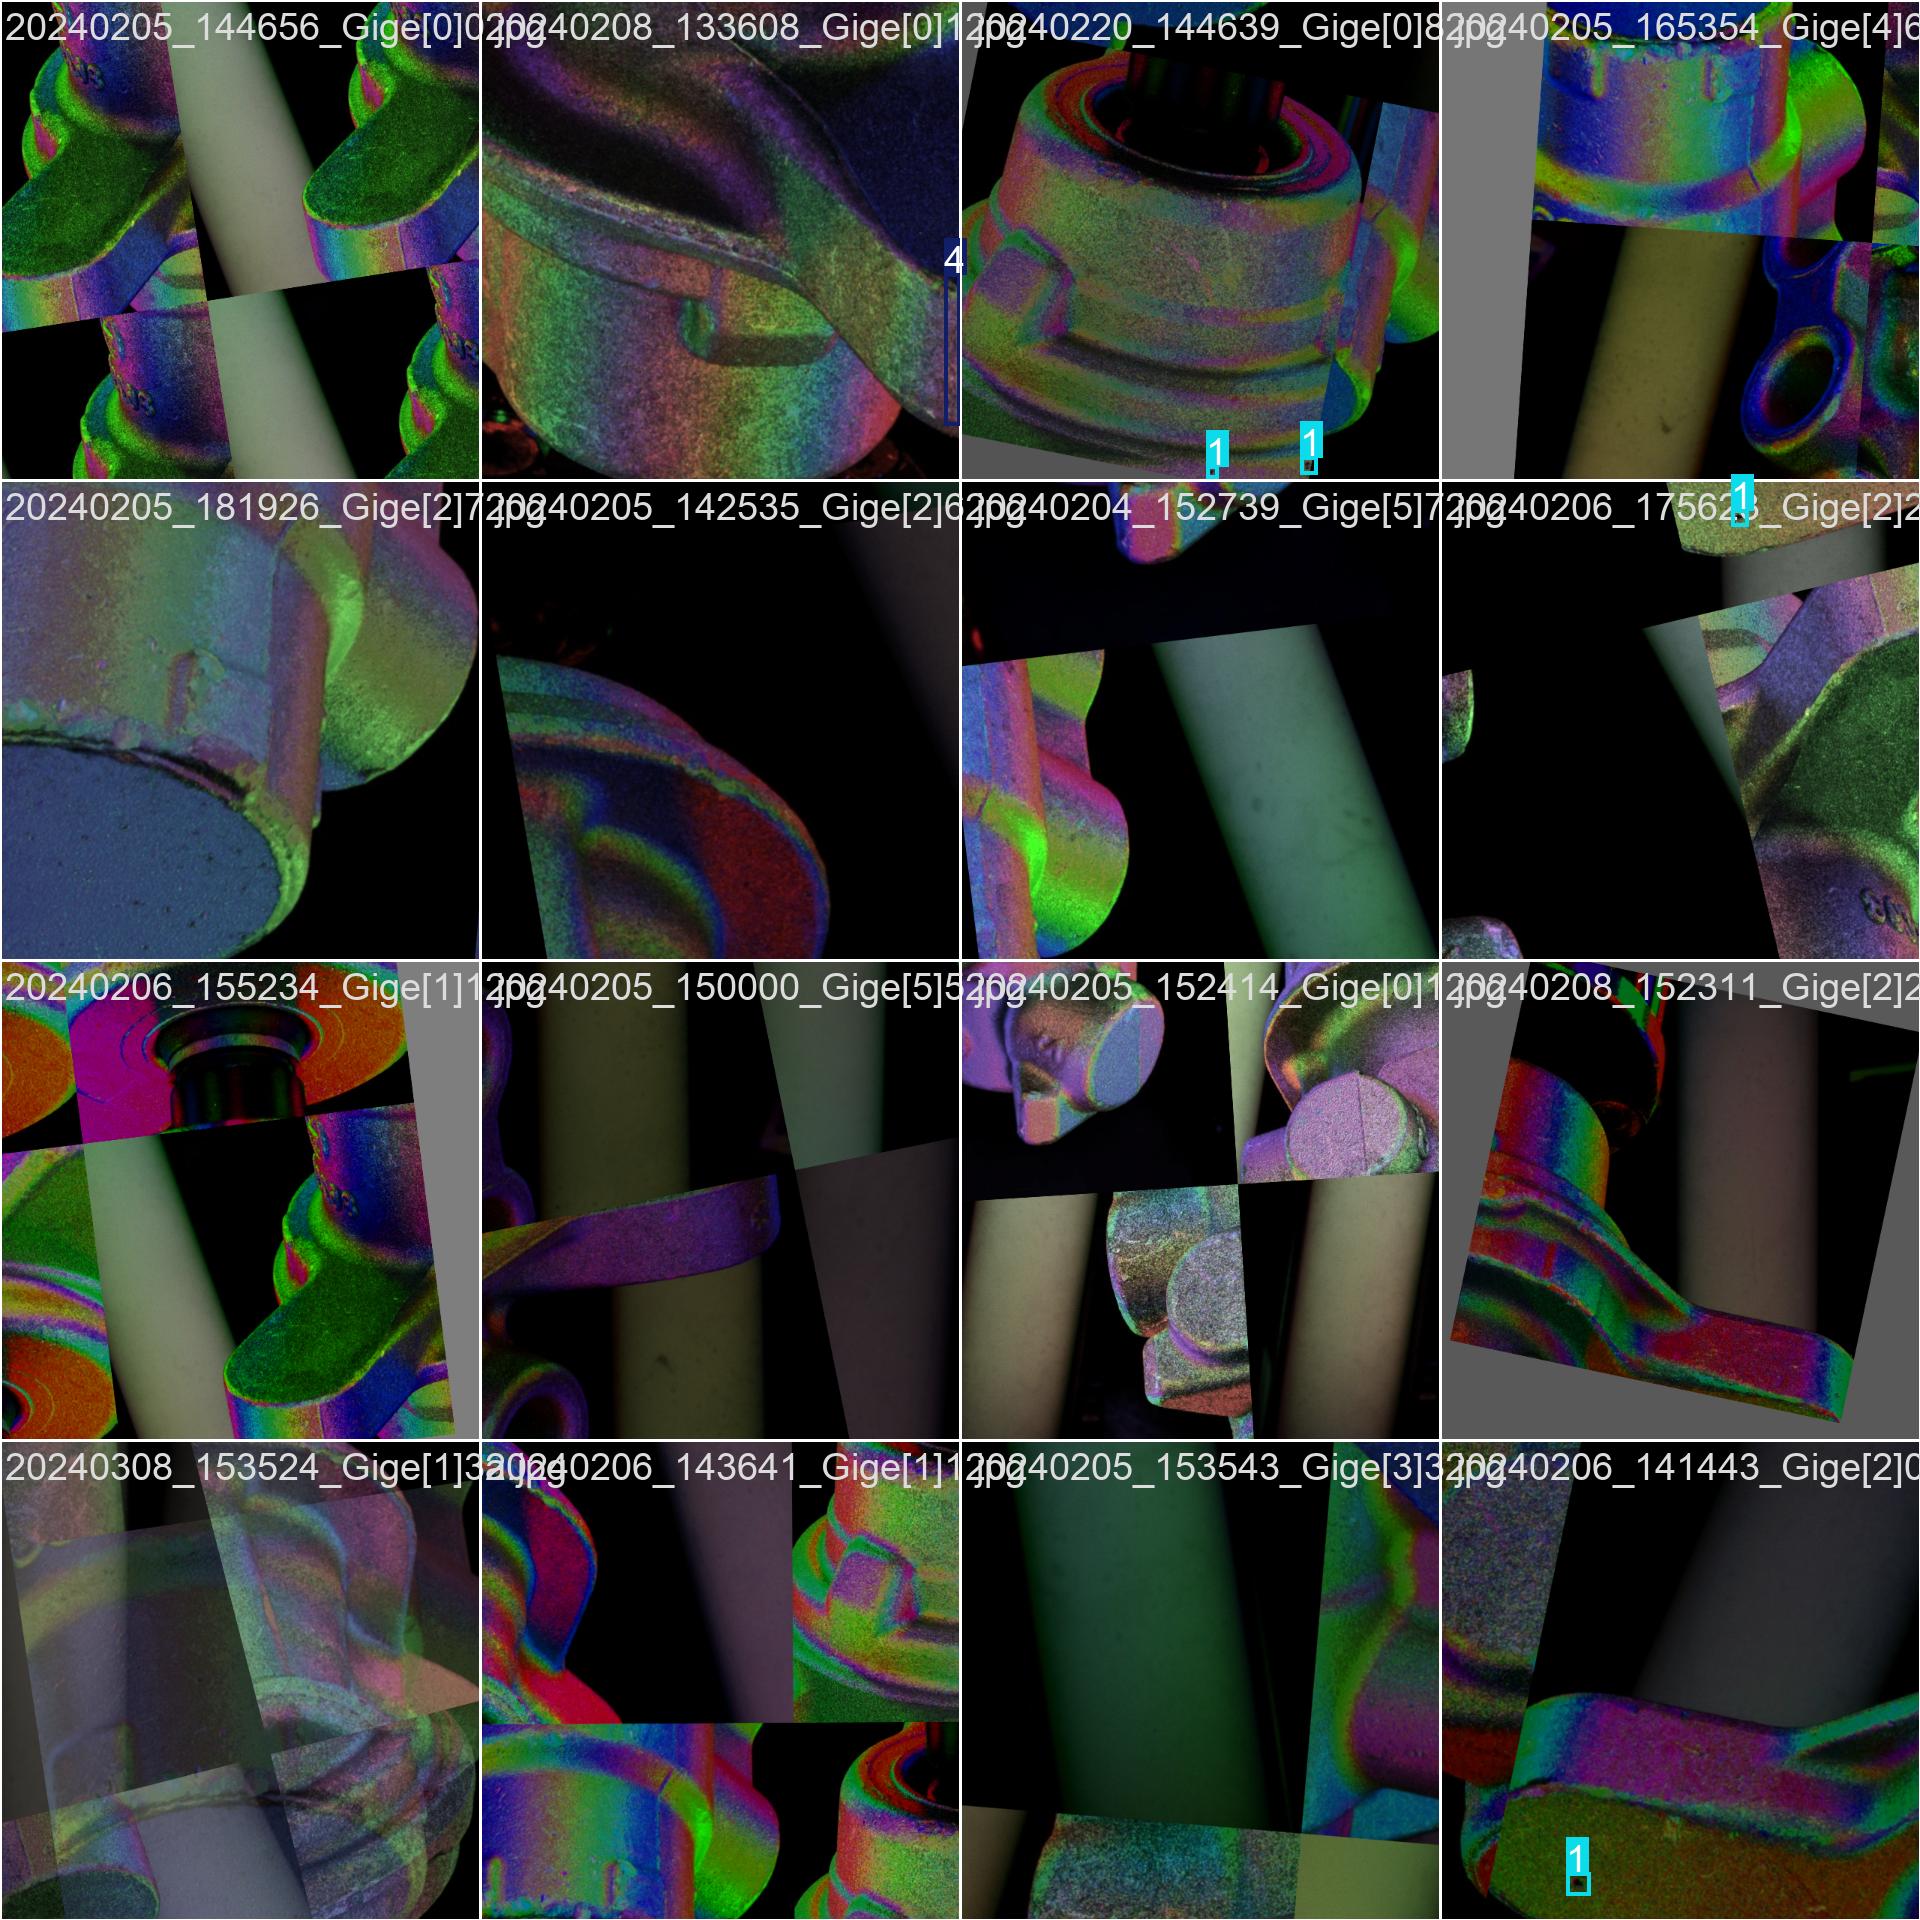 20240205_144656_Gige[0]0
20240208_133608_Gige[0]1
20240220_144639_Gige[0]8
20240205_165354_Gige[4]6
4
1
1
20240205_181926_Gige[2]7
20240205_142535_Gige[2]6
20240204_152739_Gige[5]7
20240206_175623_Gige[2]2
1
20240206_155234_Gige[1]1
20240205_150000_Gige[5]5
20240205_152414_Gige[0]1
20240208_152311_Gige[2]2
20240308_153524_Gige[1]3
20240206_143641_Gige[1]1
20240205_153543_Gige[3]3
20240206_141443_Gige[2]0
1